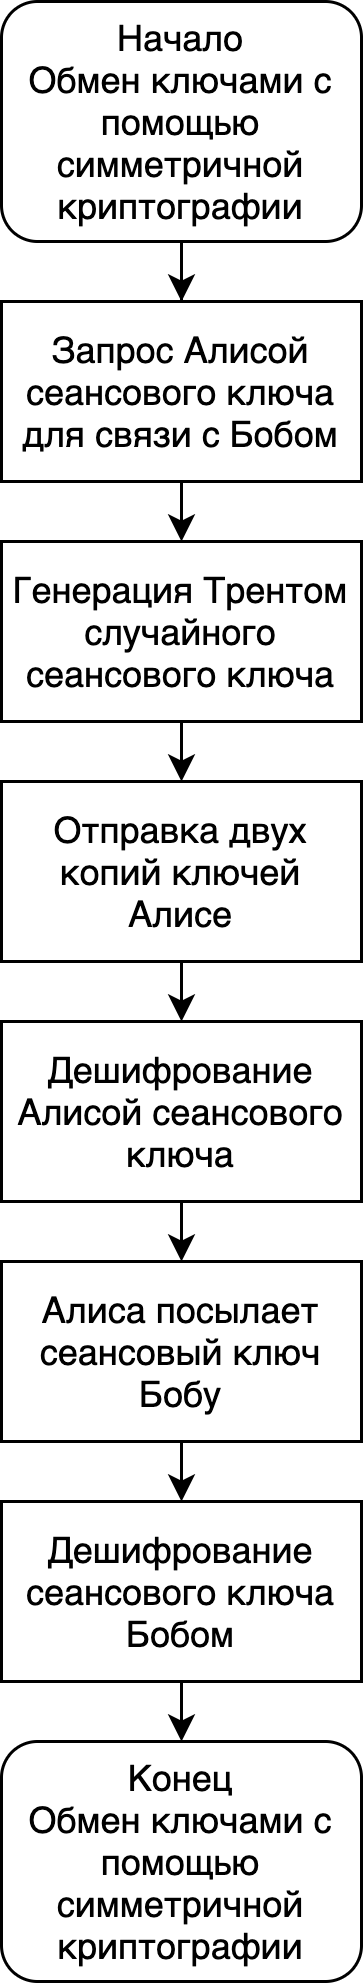 Начало
Обмен ключами с
помощью
симметричной
криптографии
Запрос Алисой
сеансового ключа
для связи с Бобом
Генерация Трентом
случайного
сеансового ключа
Отправка двух
копий ключей
Алисе
Дешифрование
Алисой сеансового
ключа
Алиса посылает
сеансовый ключ
Бобу
Дешифрование
сеансового ключа
Бобом
Конец
Обмен ключами с
помощью
симметричной
криптографии